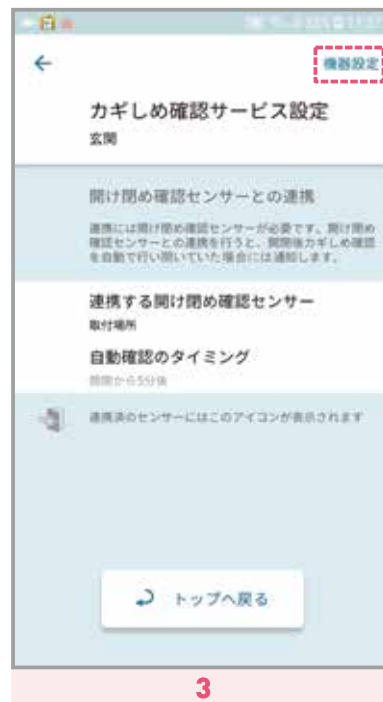 機器設定
カギしめ確認サービス設定
玄関
開け閉め確認センサーとの連携
連携には開け閉め確認センサーが必要です。開け閉め
確認センサーとの連携を行うと、開閉後カギしめ確認
を自動で行い開いていた場合には通知します。
連携する開け閉め確認センサー
取付場所
自動確認のタイミング
開閉から5分後
連携済のセンサーにはこのアイコンが表示されます
トップへ戻る
3